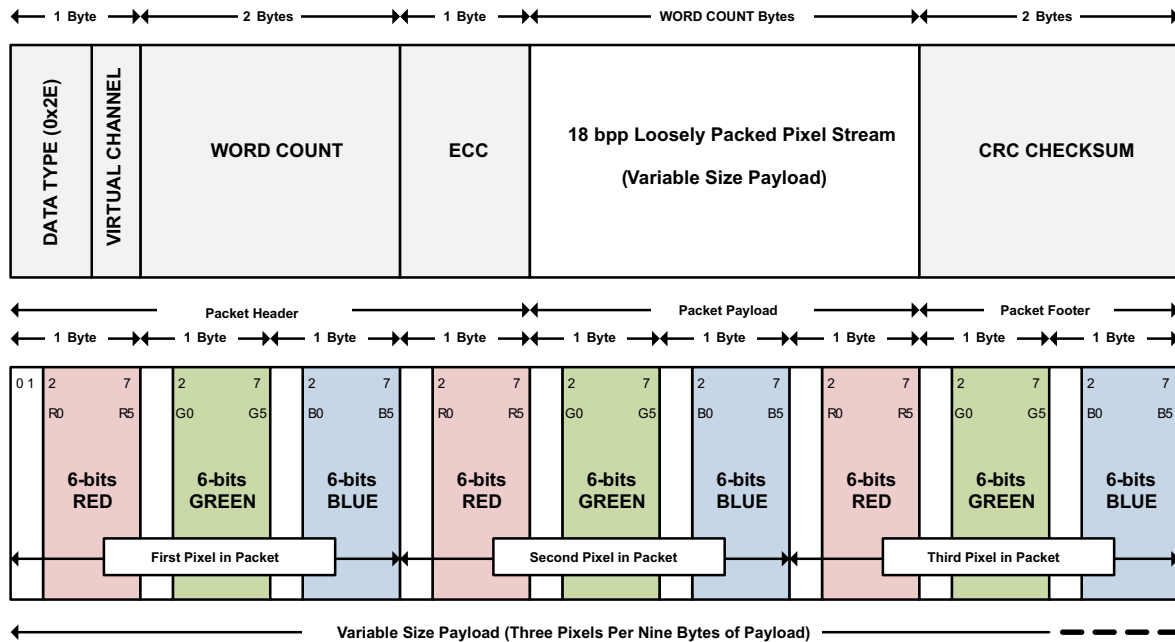 1 Byte 2 Bytes 1 Byte WORD COUNT Bytes 2 Bytes
DATA TYPE (0x2E)
VIRTUAL CHANNEL
WORD COUNT
ECC
18 bpp Loosely Packed Pixel Stream
(Variable Size Payload)
CRC CHECKSUM
Packet Header Packet Payload Packet Footer
1 Byte 1 Byte 1 Byte 1 Byte 1 Byte 1 Byte 1 Byte 1 Byte 1 Byte
0 1 2 7 2 7 2 7 2 7 2 7 2 7 2 7 2 7 2 7
R0 R5 G0 G5 B0 B5 R0 R5 G0 G5 B0 B5 R0 R5 G0 G5 B0 B5
6-bits 6-bits 6-bits 6-bits 6-bits 6-bits 6-bits 6-bits 6-bits
RED GREEN BLUE RED GREEN BLUE RED GREEN BLUE
First Pixel in Packet Second Pixel in Packet Third Pixel in Packet
Variable Size Payload (Three Pixels Per Nine Bytes of Payload)